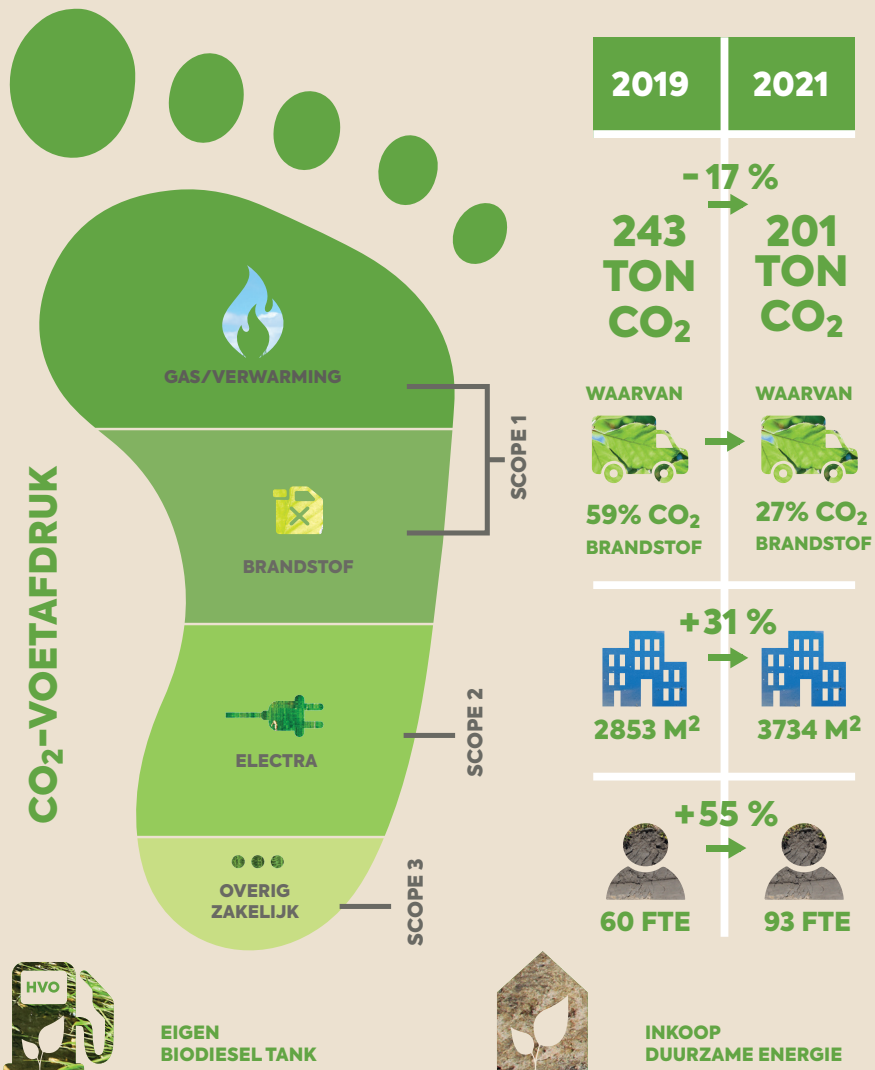 CO₂-VOETAFDRUK
GAS/VERWARMING
BRANDSTOF
ELECTRA
OVERIG
ZAKELIJK
SCOPE 1
SCOPE 2
SCOPE 3
2019
2021
-17 %
243
TON
CO₂
201
TON
CO₂
WAARVAN
59% CO₂
BRANDSTOF
WAARVAN
27% CO₂
BRANDSTOF
+31 %
2853 M²
3734 M²
+55 %
60 FTE
93 FTE
HVO
EIGEN
BIODIESEL TANK
INKOOP
DUURZAME ENERGIE